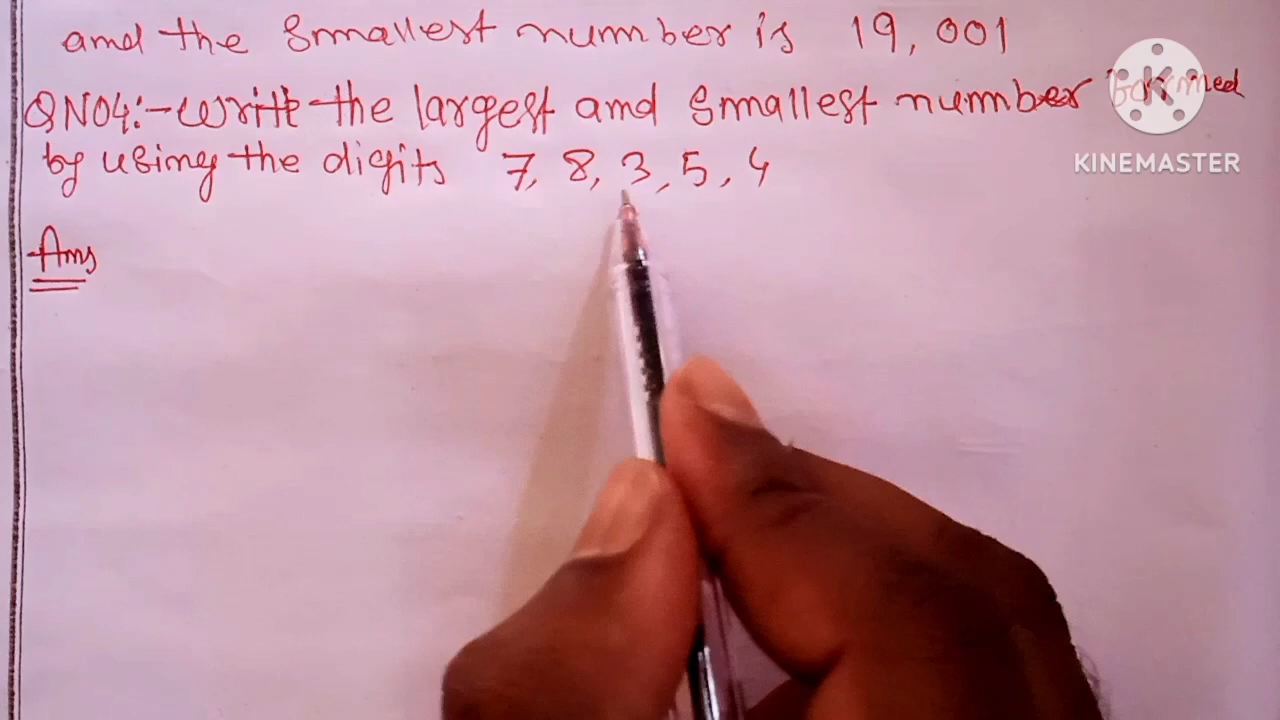 and the smallest number is 19,001
QNO4:- Write the largest and smallest number formed
by using the digits 7, 8, 3, 5, 4
KINEMASTER
Ans